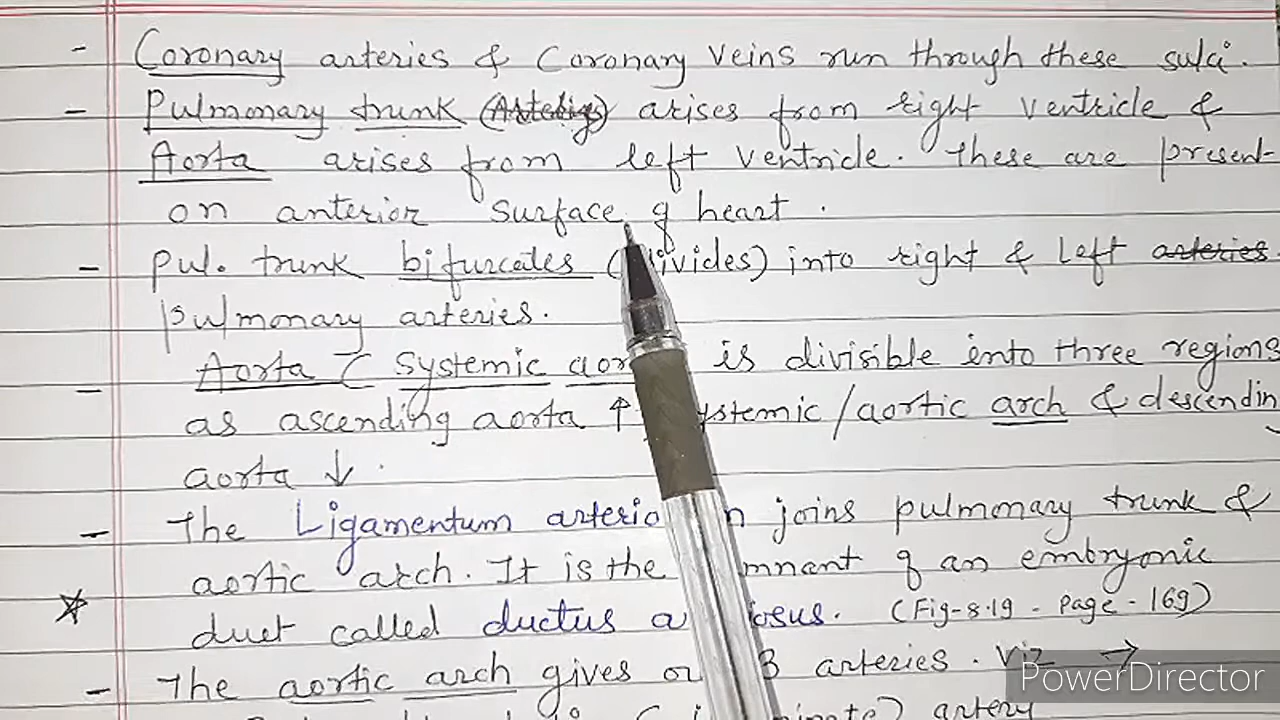 - Coronary arteries & Coronary Veins run through these sulci.
- Pulmonary trunk (Arteries) arises from right ventricle &
Aorta arises from left ventricle. These are present
on anterior surface of heart.
- Pul. trunk bifurcates (divides) into right & left arteries
pulmonary arteries.
- Aorta / Systemic is divisible into three regions
as ascending aorta ↑ /aortic arch &
aorta ↓.
- The Ligamentum joins pulmonary trunk &
aortic arch. It is the of an embryonic
* duct called ductus (Fig-8.19 - Page - 169)
- The aortic arch gives 3 arteries. Viz →
artery
PowerDirector